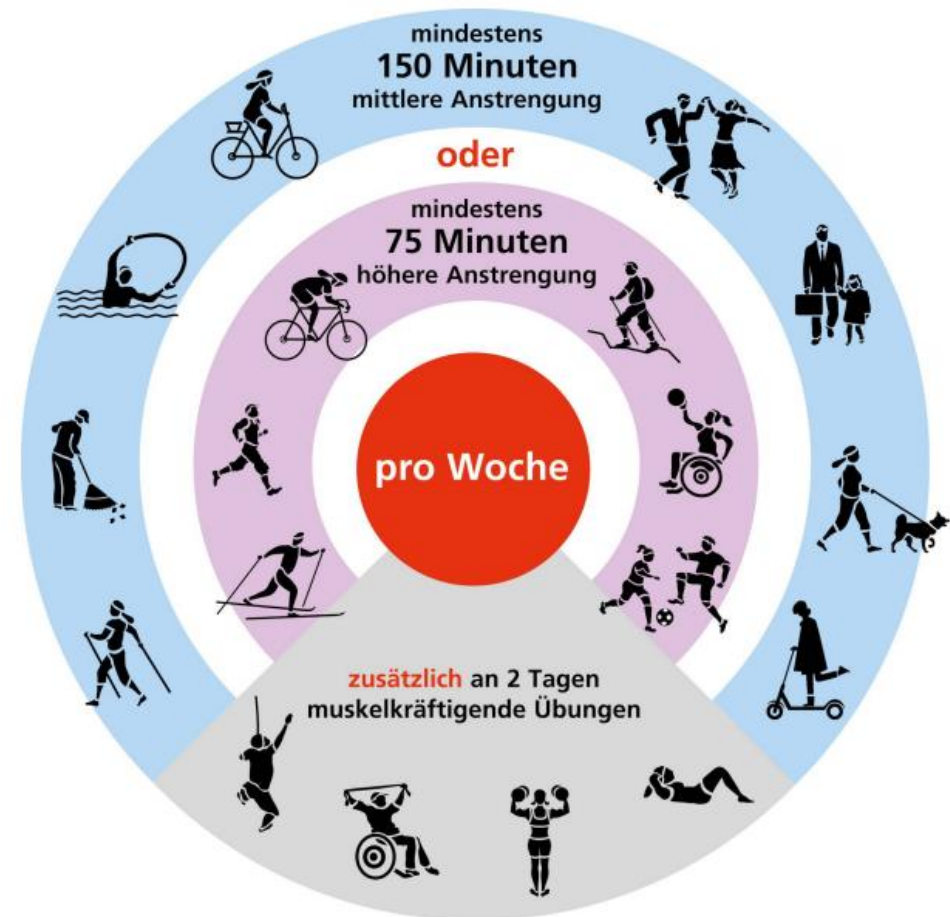 mindestens
150 Minuten
mittlere Anstrengung
oder
mindestens
75 Minuten
höhere Anstrengung
pro Woche
zusätzlich an 2 Tagen
muskelkräftigende Übungen